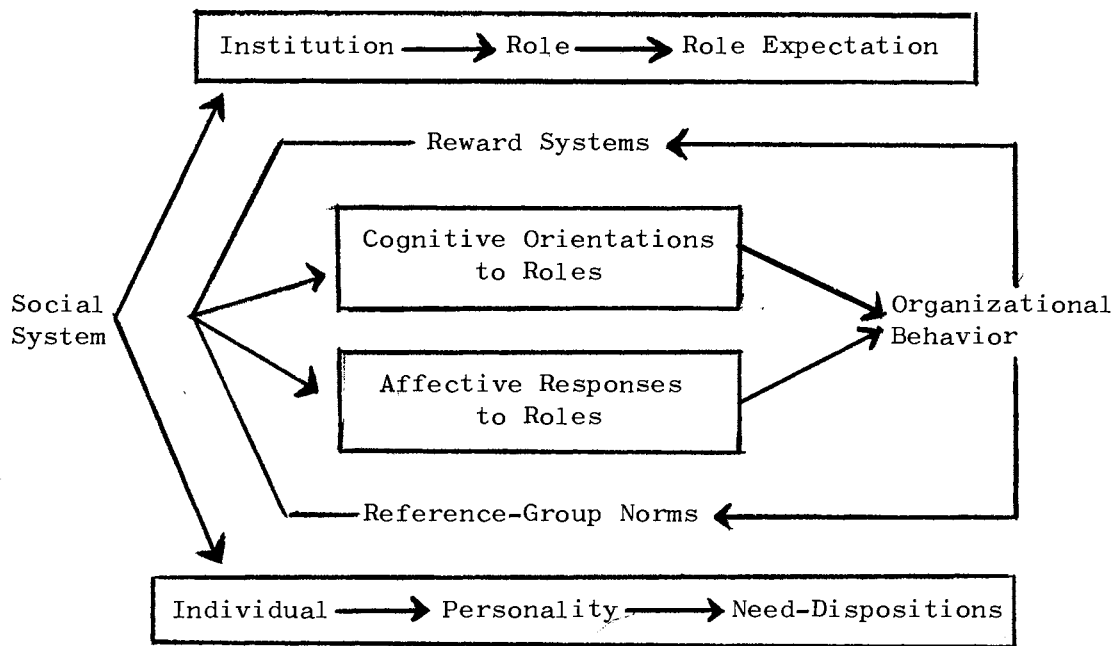 Institution Role Role Expectation
Reward Systems
Cognitive Orientations
to Roles
Social
System
Organizational
Behavior
Affective Responses
to Roles
Reference-Group Norms
Individual Personality Need-Dispositions